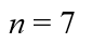 n = 7